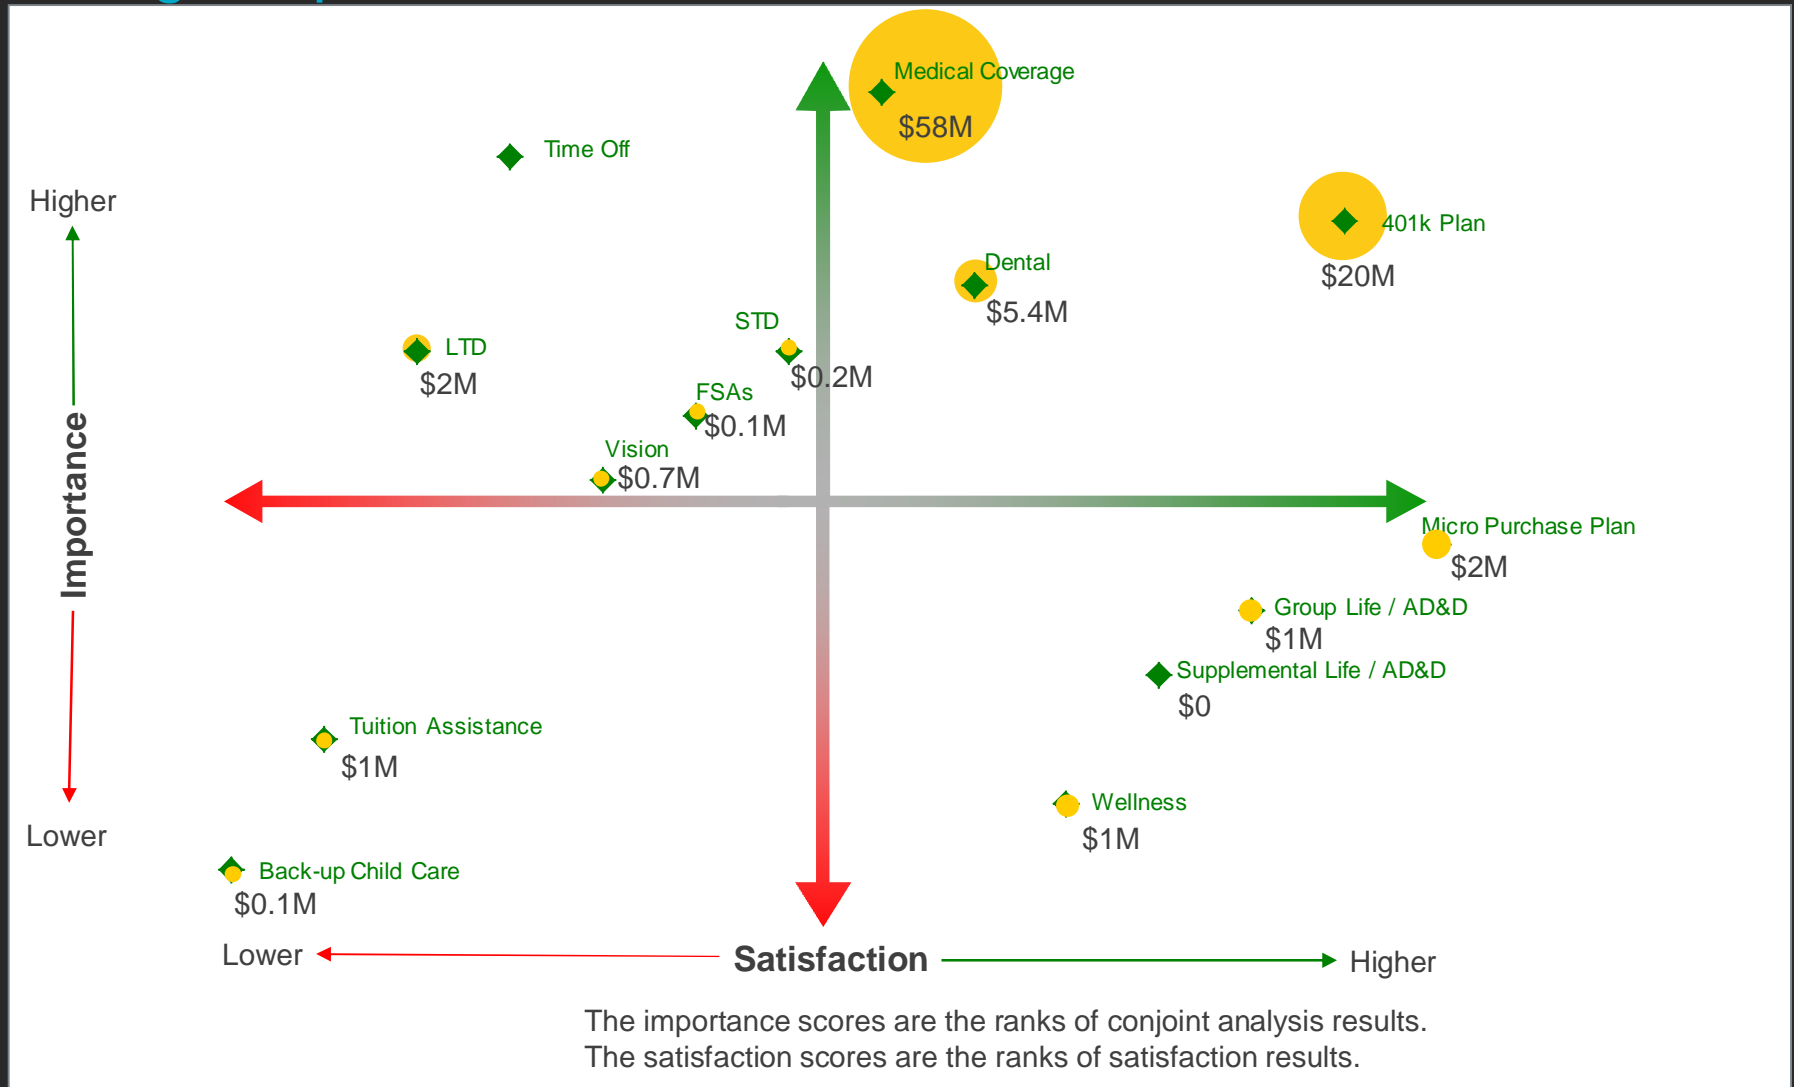 Medical Coverage
$58M
Time Off
Higher
401k Plan
$20M
Dental
$5.4M
STD
$0.2M
LTD
$2M
FSAs
$0.1M
Vision
$0.7M
Importance
Micro Purchase Plan
$2M
Group Life / AD&D
$1M
Supplemental Life / AD&D
$0
Tuition Assistance
$1M
Wellness
$1M
Lower
Back-up Child Care
$0.1M
Lower
Satisfaction
Higher
The importance scores are the ranks of conjoint analysis results.
The satisfaction scores are the ranks of satisfaction results.